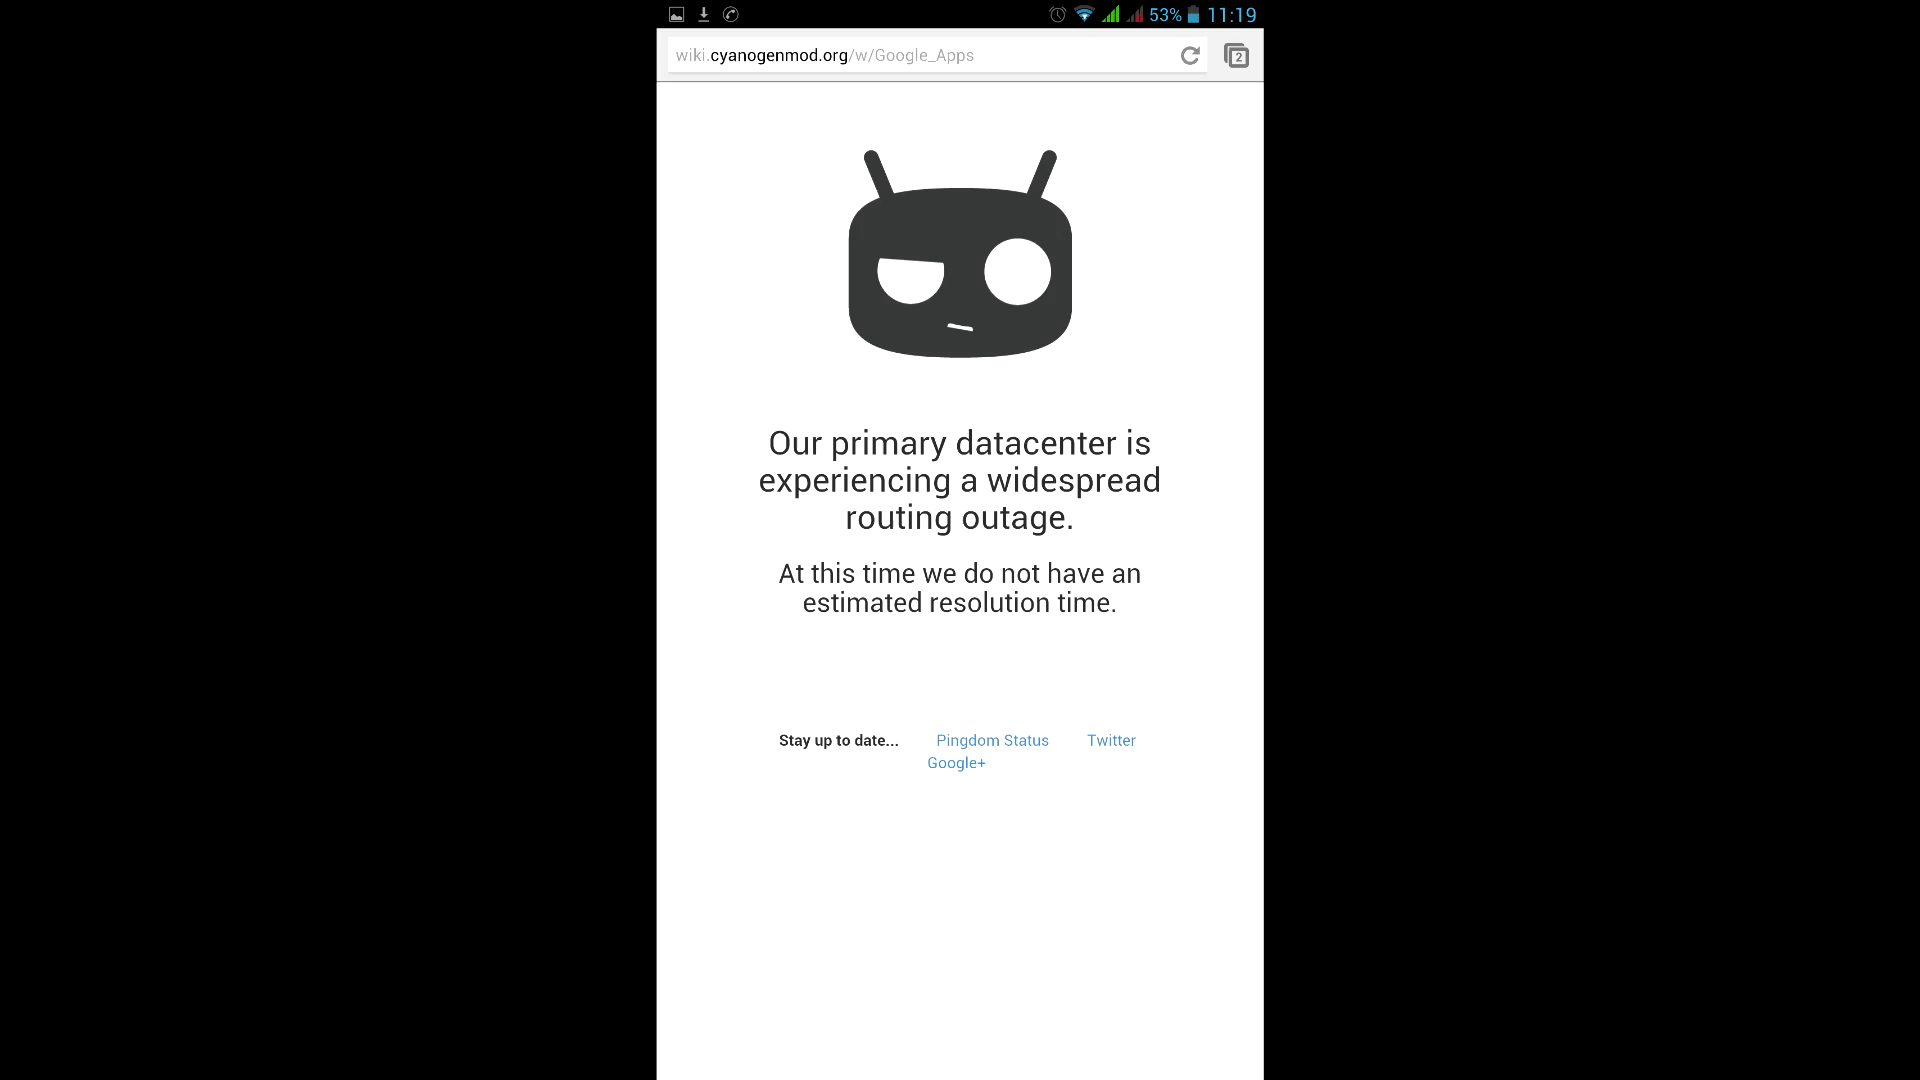 53% 11:19
wiki.cyanogenmod.org/w/Google_Apps
2
Our primary datacenter is
experiencing a widespread
routing outage.
At this time we do not have an
estimated resolution time.
Stay up to date... Pingdom Status Twitter
Google+